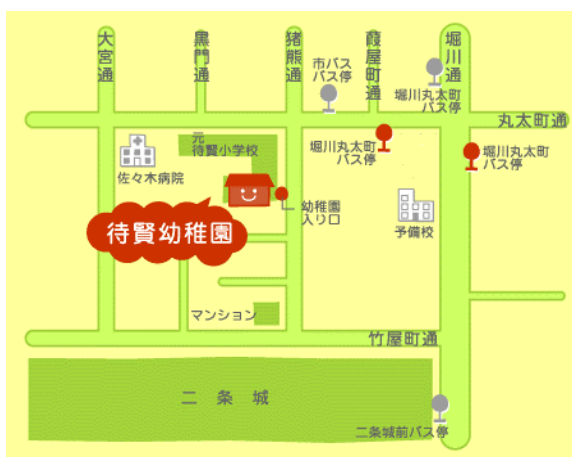 大宮通
黒門通
猪熊通
葭屋町通
堀川通
市バス
バス停
堀川丸太町
バス停
丸太町通
元
待賢小学校
堀川丸太町
バス停
堀川丸太町
バス停
佐々木病院
幼稚園
入り口
予備校
待賢幼稚園
マンション
竹屋町通
二条城
二条城前バス停